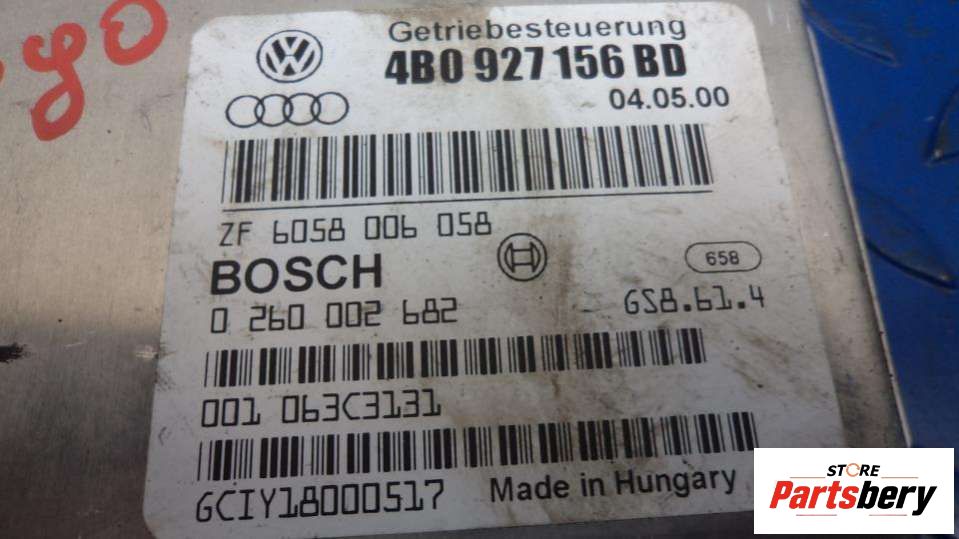 Getriebesteuerung
4B0 927 156 BD
04.05.00
ZF 6058 006 058
BOSCH
658
0 260 002 682
GS8.61.4
001 063C3131
GCIY18000517
Made in Hungary
STORE
Partsbery